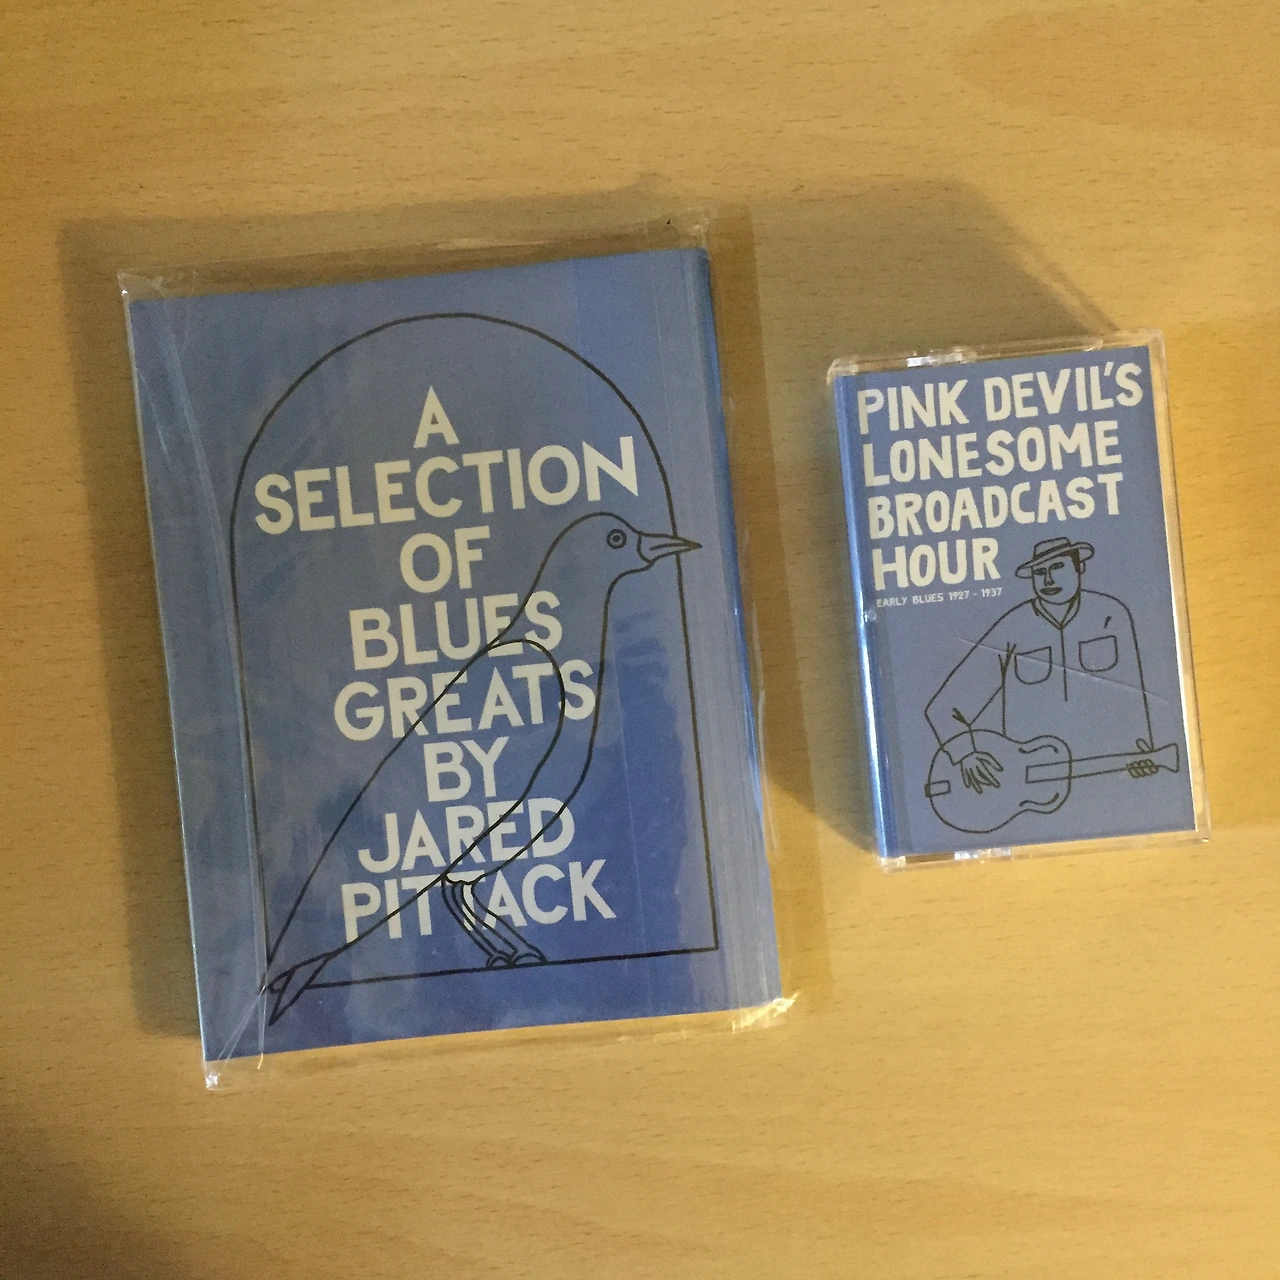 A
SELECTION
OF
BLUES
GREATS
BY
JARED
PITTACK
PINK DEVIL'S
LONESOME
BROADCAST
HOUR
EARLY BLUES 1927 - 1937